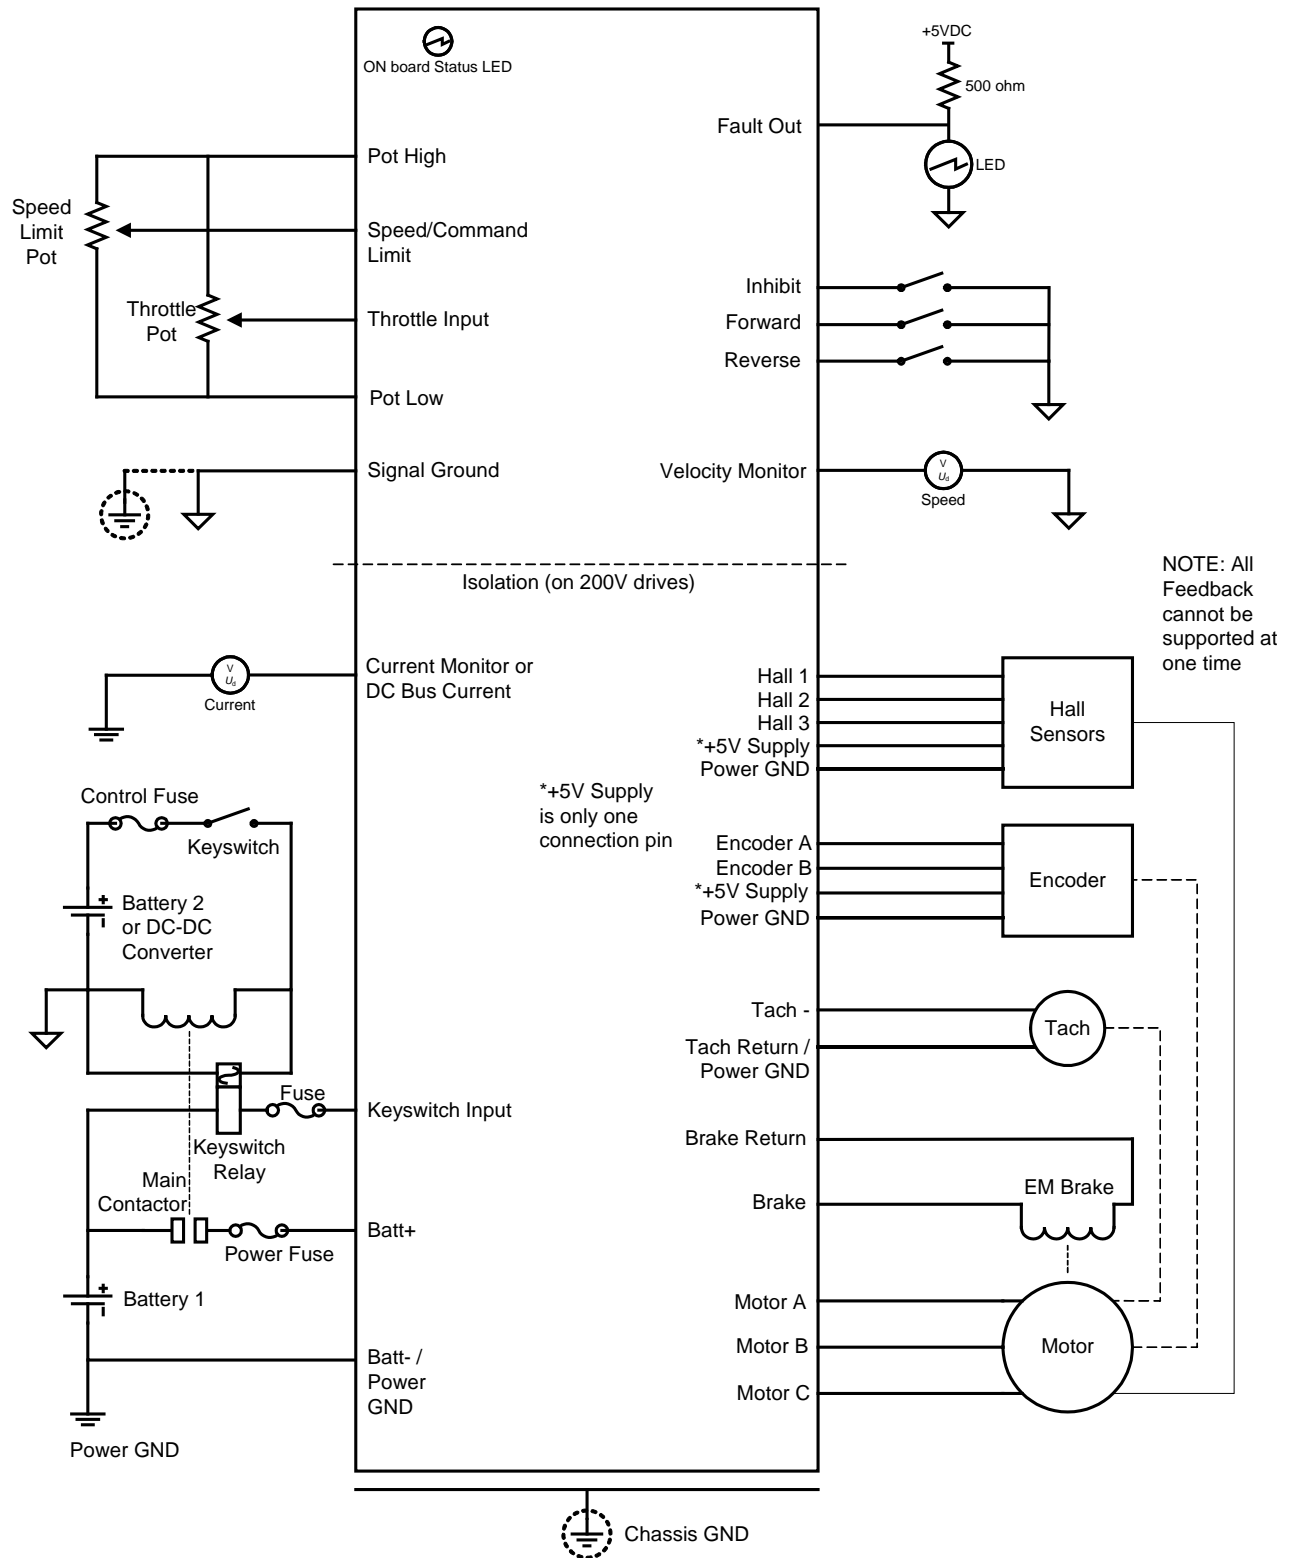 ON board Status LED
+5VDC
500 ohm
Fault Out
LED
Pot High
Speed
Limit
Pot
Speed/Command
Limit
Throttle
Pot
Throttle Input
Pot Low
Inhibit
Forward
Reverse
Signal Ground
Velocity Monitor
V
Ud
Speed
Isolation (on 200V drives)
NOTE: All
Feedback
cannot be
supported at
one time
Current Monitor or
DC Bus Current
V
Ud
Current
Hall 1
Hall 2
Hall 3
*+5V Supply
Power GND
Hall
Sensors
*+5V Supply
is only one
connection pin
Control Fuse
Keyswitch
Battery 2
or DC-DC
Converter
Encoder A
Encoder B
*+5V Supply
Power GND
Encoder
Tach -
Tach Return /
Power GND
Tach
Fuse
Keyswitch Input
Keyswitch
Relay
Main
Contactor
Power Fuse
Batt+
Brake Return
Brake
EM Brake
Battery 1
Motor A
Motor B
Motor C
Motor
Batt- /
Power
GND
Power GND
Chassis GND